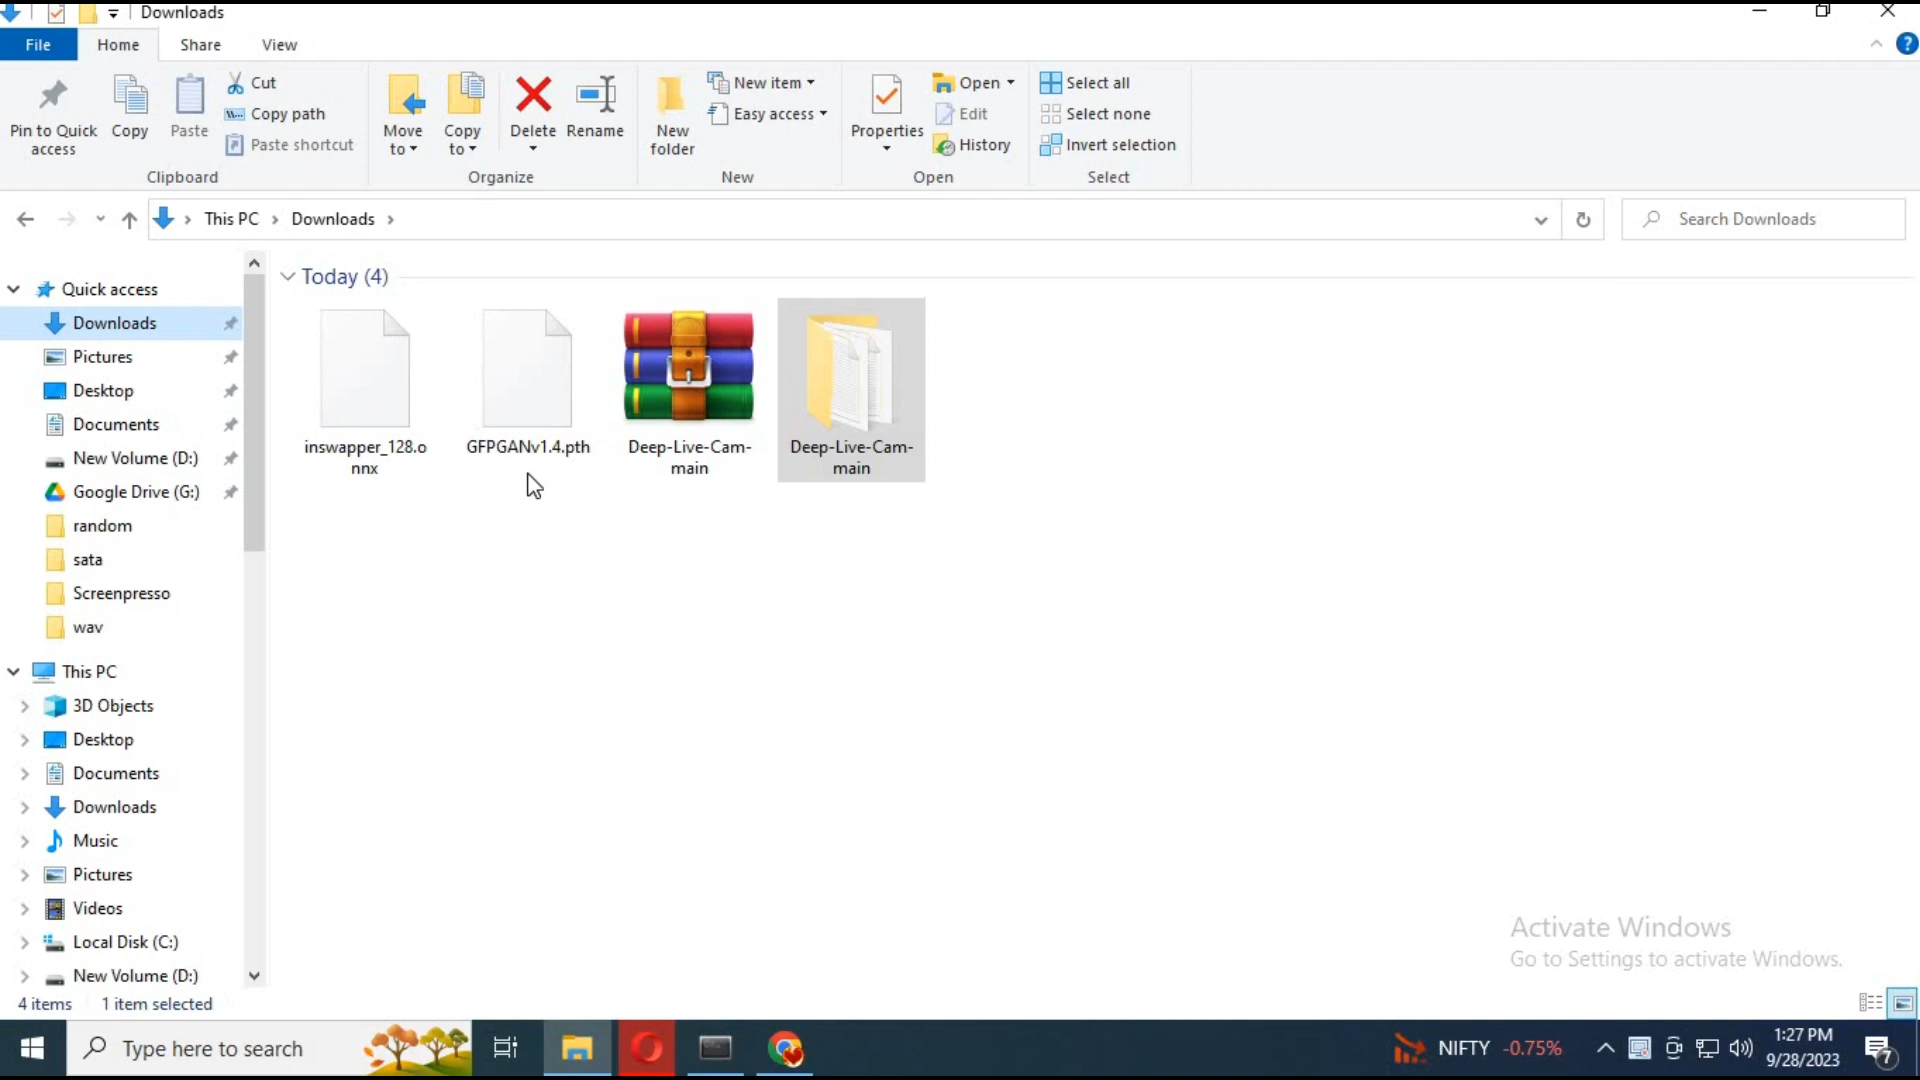 Downloads
File
Home
Share
View
Pin to Quick
access
Copy
Paste
Cut
Copy path
Paste shortcut
Clipboard
Move
to
Copy
to
Delete
Rename
Organize
New
folder
New item
Easy access
New
Properties
Open
Edit
History
Open
Select all
Select none
Invert selection
Select
This PC
Downloads
Search Downloads
Quick access
Downloads
Pictures
Desktop
Documents
New Volume (D:)
Google Drive (G:)
random
sata
Screenpresso
wav
This PC
3D Objects
Desktop
Documents
Downloads
Music
Pictures
Videos
Local Disk (C:)
New Volume (D:)
Today (4)
inswapper_128.o
nnx
GFPGANv1.4.pth
Deep-Live-Cam-
main
Deep-Live-Cam-
main
Activate Windows
Go to Settings to activate Windows.
4 items
1 item selected
Type here to search
NIFTY -0.75%
1:27 PM
9/28/2023
7